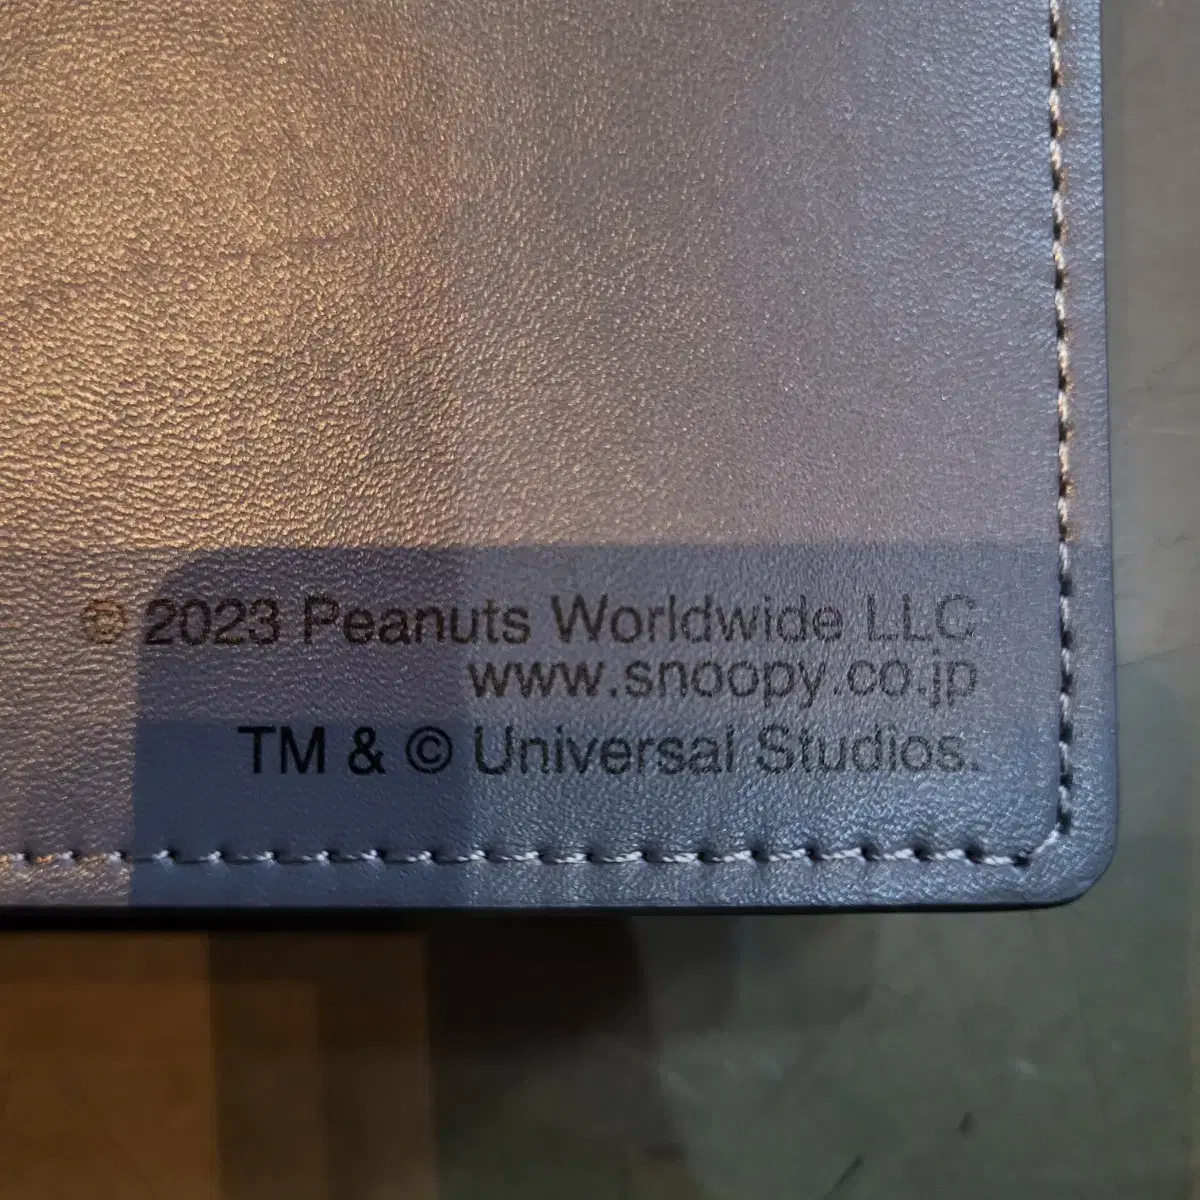 © 2023 Peanuts Worldwide LLC
www.snoopy.co.jp
TM & © Universal Studios.